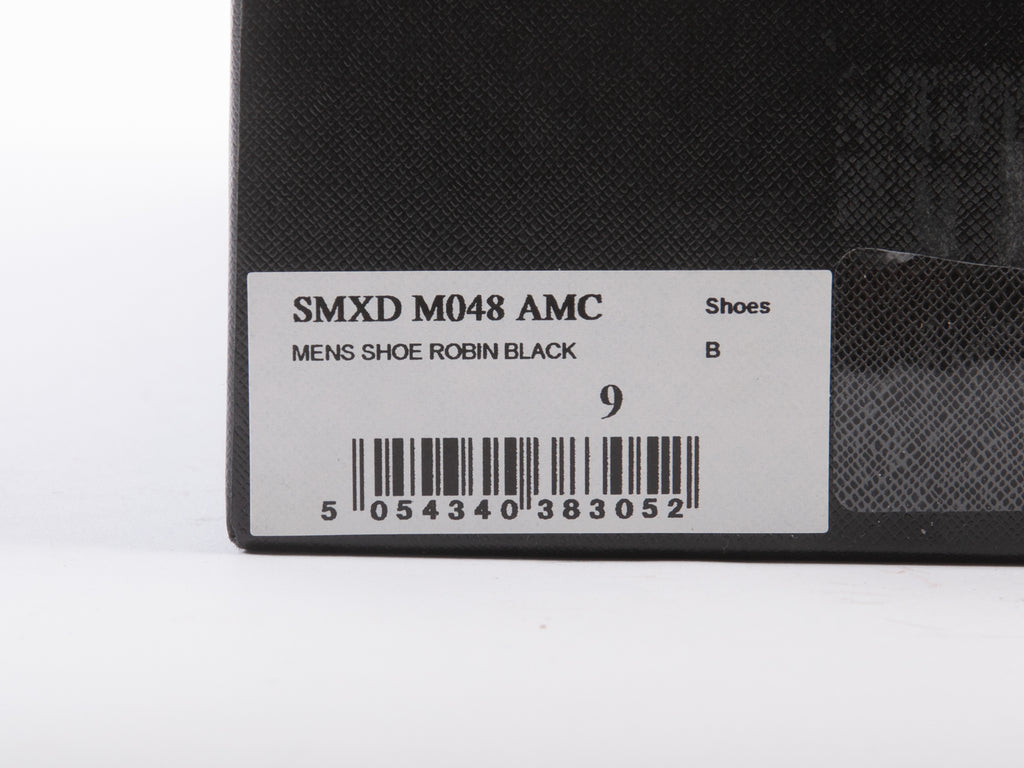 SMXD M048 AMC Shoes
MENS SHOE ROBIN BLACK B
9
5 054340 383052